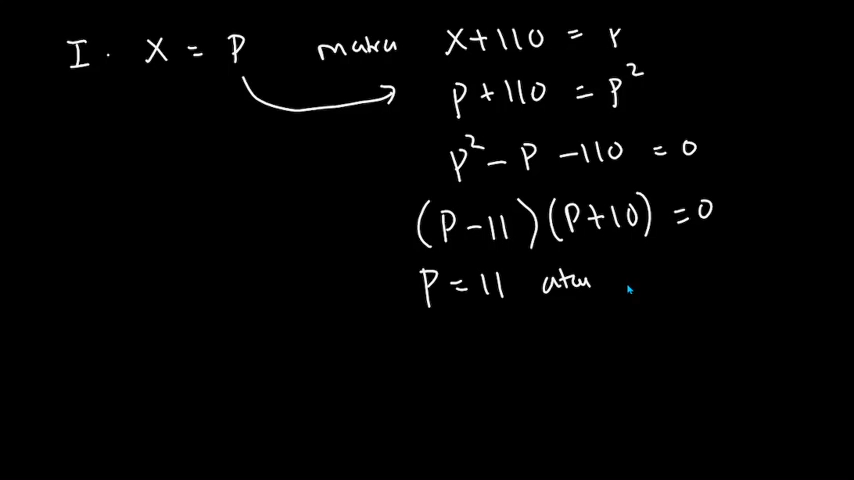 I. X = P maka X + 110 = P
P + 110 = P²
P² - P - 110 = 0
(P - 11)(P + 10) = 0
P = 11 atau